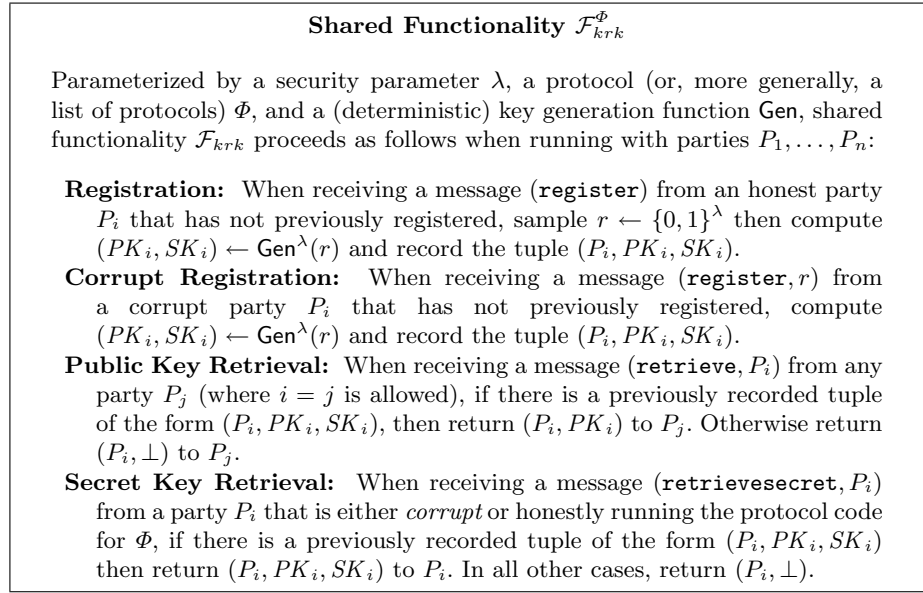 Shared Functionality $\mathcal{F}_{krk}^{\Phi}$
Parameterized by a security parameter λ, a protocol (or, more generally, a
list of protocols) Φ, and a (deterministic) key generation function Gen, shared
functionality $\mathcal{F}_{krk}$ proceeds as follows when running with parties $P_1, \ldots, P_n$:
Registration: When receiving a message (register) from an honest party
$P_i$ that has not previously registered, sample $r \leftarrow \{0,1\}^{\lambda}$ then compute
$(PK_i, SK_i) \leftarrow \mathsf{Gen}^{\lambda}(r)$ and record the tuple $(P_i, PK_i, SK_i)$.
Corrupt Registration: When receiving a message (register, r) from
a corrupt party $P_i$ that has not previously registered, compute
$(PK_i, SK_i) \leftarrow \mathsf{Gen}^{\lambda}(r)$ and record the tuple $(P_i, PK_i, SK_i)$.
Public Key Retrieval: When receiving a message (retrieve, $P_i$) from any
party $P_j$ (where $i = j$ is allowed), if there is a previously recorded tuple
of the form $(P_i, PK_i, SK_i)$, then return $(P_i, PK_i)$ to $P_j$. Otherwise return
$(P_i, \bot)$ to $P_j$.
Secret Key Retrieval: When receiving a message (retrievesecret, $P_i$)
from a party $P_i$ that is either corrupt or honestly running the protocol code
for Φ, if there is a previously recorded tuple of the form $(P_i, PK_i, SK_i)$
then return $(P_i, PK_i, SK_i)$ to $P_i$. In all other cases, return $(P_i, \bot)$.